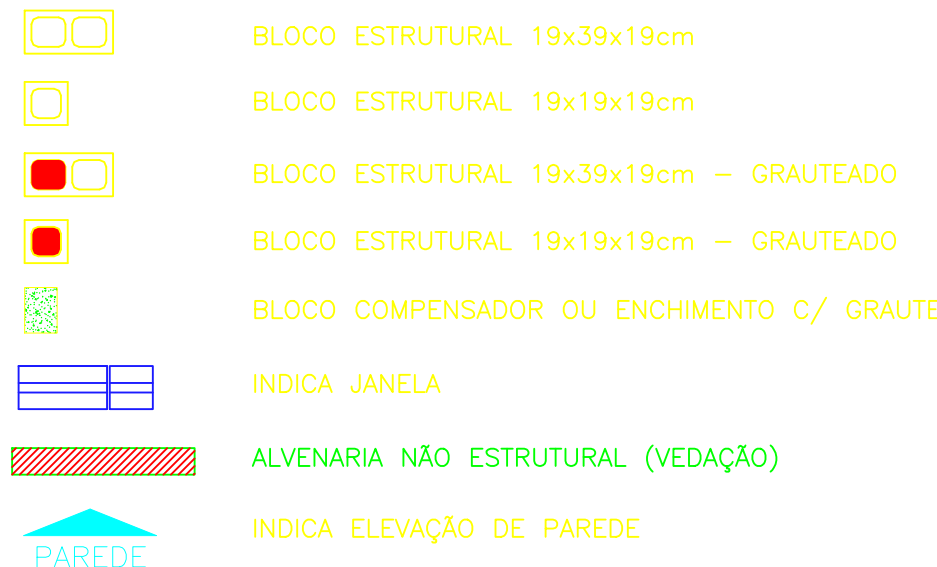 BLOCO ESTRUTURAL 19x39x19cm
BLOCO ESTRUTURAL 19x19x19cm
BLOCO ESTRUTURAL 19x39x19cm – GRAUTEADO
BLOCO ESTRUTURAL 19x19x19cm – GRAUTEADO
BLOCO COMPENSADOR OU ENCHIMENTO C/ GRAUTE
INDICA JANELA
ALVENARIA NÃO ESTRUTURAL (VEDAÇÃO)
INDICA ELEVAÇÃO DE PAREDE
PAREDE